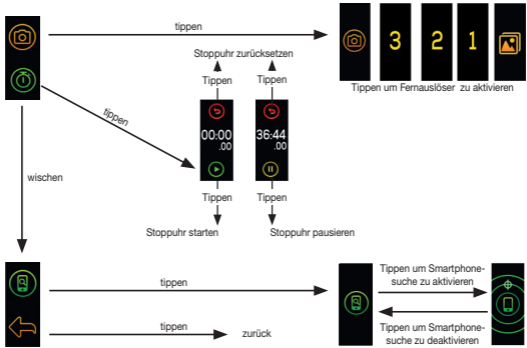 tippen
3 2 1
Tippen um Fernauslöser zu aktivieren
Stoppuhr zurücksetzen
Tippen Tippen
tippen
00:00 36:44
.00 .00
Tippen Tippen
Stoppuhr starten Stoppuhr pausieren
wischen
tippen
Tippen um Smartphone-
suche zu aktivieren
tippen
zurück
Tippen um Smartphone-
suche zu deaktivieren